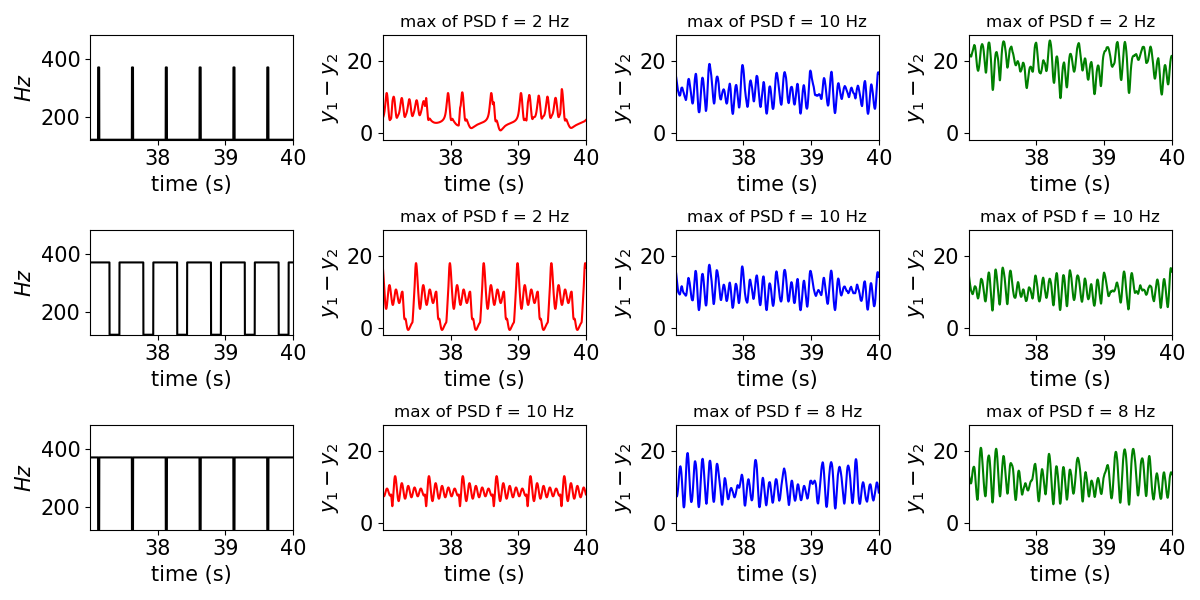 max of PSD f = 2 Hz
max of PSD f = 10 Hz
max of PSD f = 2 Hz
400
200
Hz
38
39
40
time (s)
20
0
y₁ − y₂
38
39
40
time (s)
20
0
y₁ − y₂
38
39
40
time (s)
20
0
y₁ − y₂
38
39
40
time (s)
max of PSD f = 2 Hz
max of PSD f = 10 Hz
max of PSD f = 10 Hz
400
200
Hz
38
39
40
time (s)
20
0
y₁ − y₂
38
39
40
time (s)
20
0
y₁ − y₂
38
39
40
time (s)
20
0
y₁ − y₂
38
39
40
time (s)
max of PSD f = 10 Hz
max of PSD f = 8 Hz
max of PSD f = 8 Hz
400
200
Hz
38
39
40
time (s)
20
0
y₁ − y₂
38
39
40
time (s)
20
0
y₁ − y₂
38
39
40
time (s)
20
0
y₁ − y₂
38
39
40
time (s)